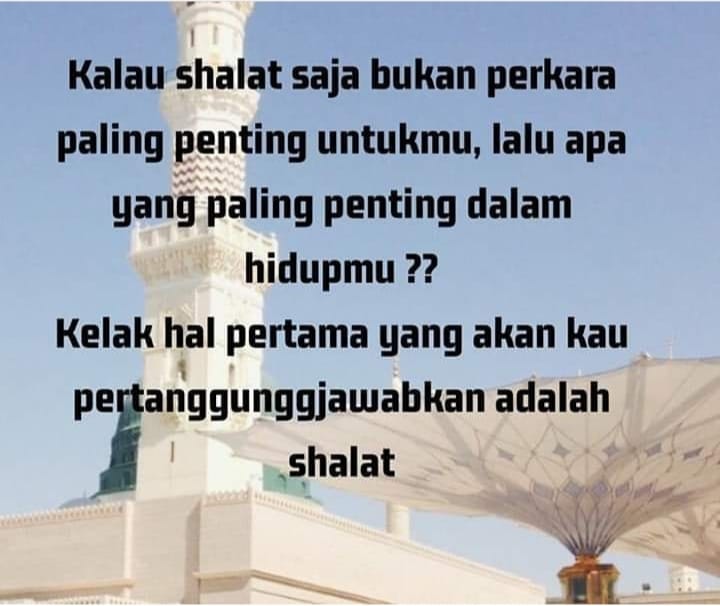 Kalau shalat saja bukan perkara
paling penting untukmu, lalu apa
yang paling penting dalam
hidupmu ??
Kelak hal pertama yang akan kau
pertanggunggjawabkan adalah
shalat